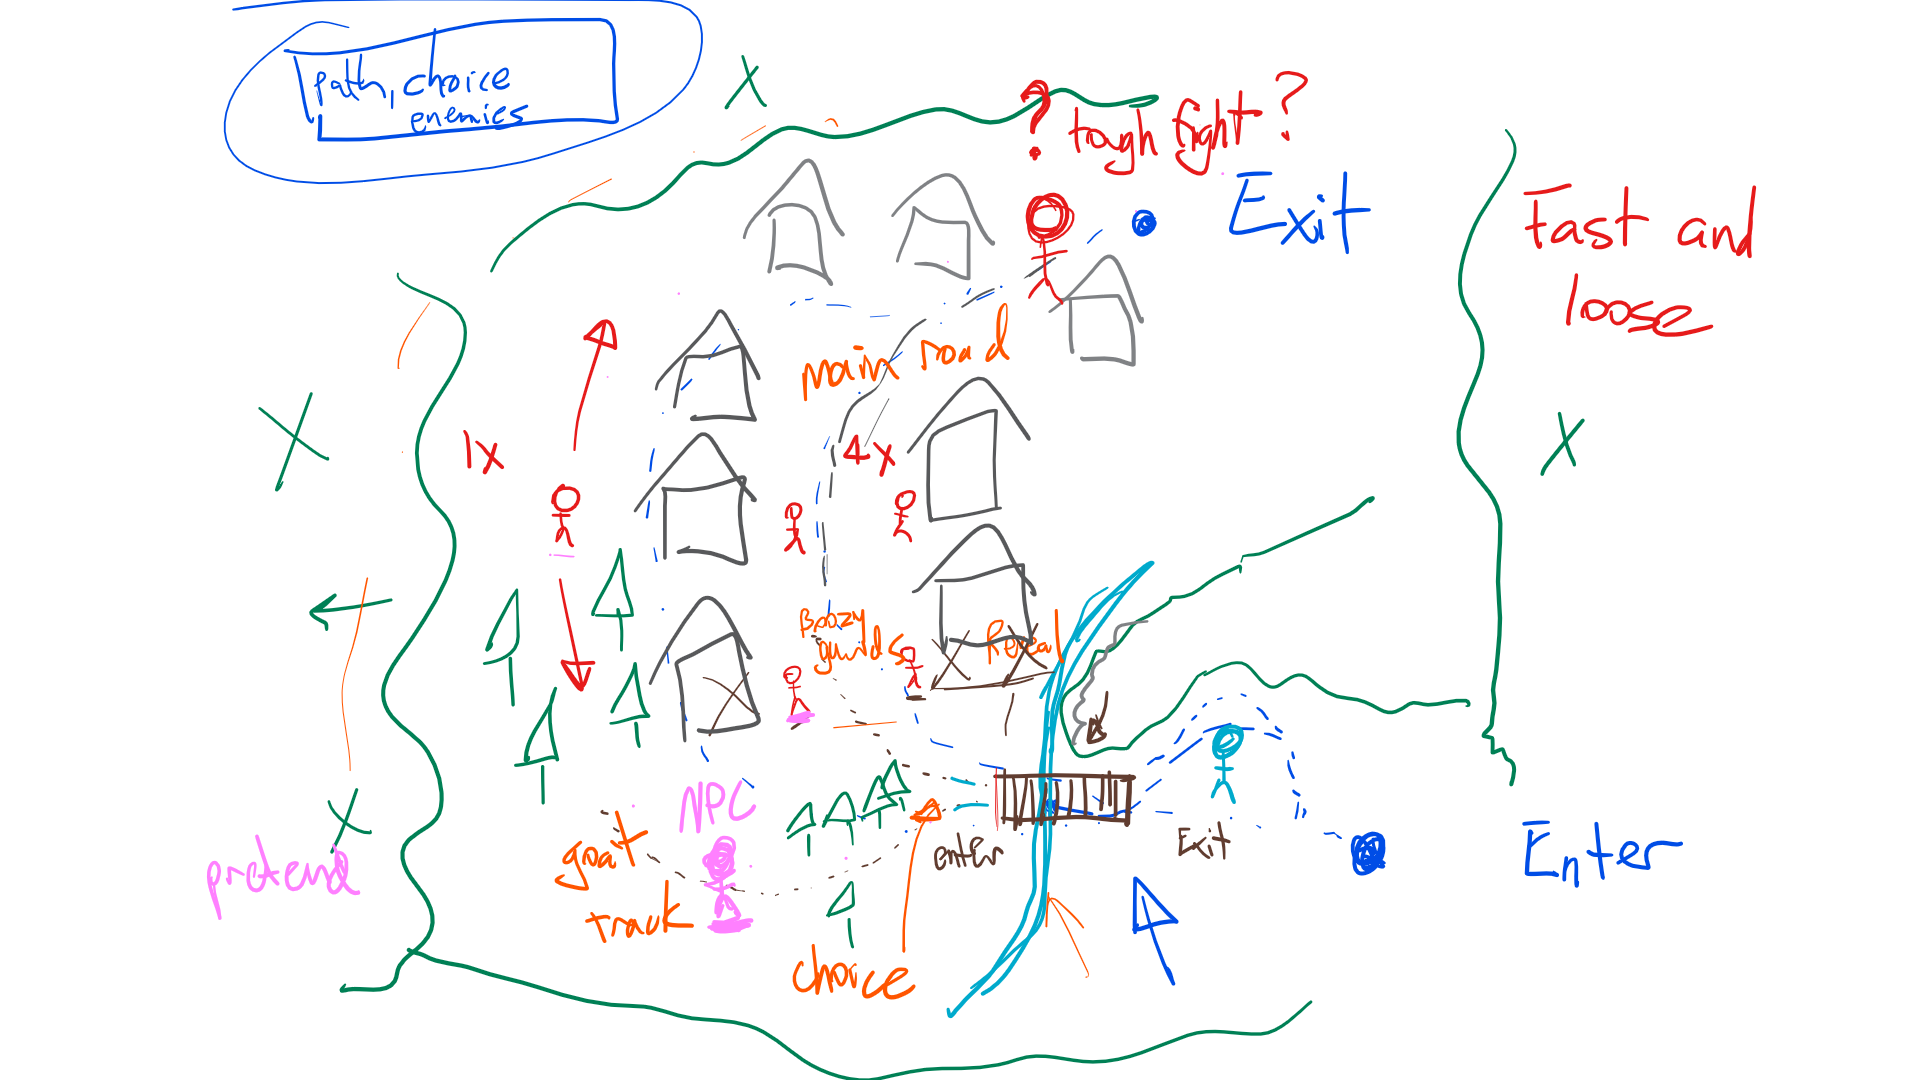 path, choice
enemies
? tough fight?
Exit
Fast and
loose
main road
1x
4x
Boozy
guards
Reveal
NPC
goat
track
pretend
enter
Exit
Enter
choice